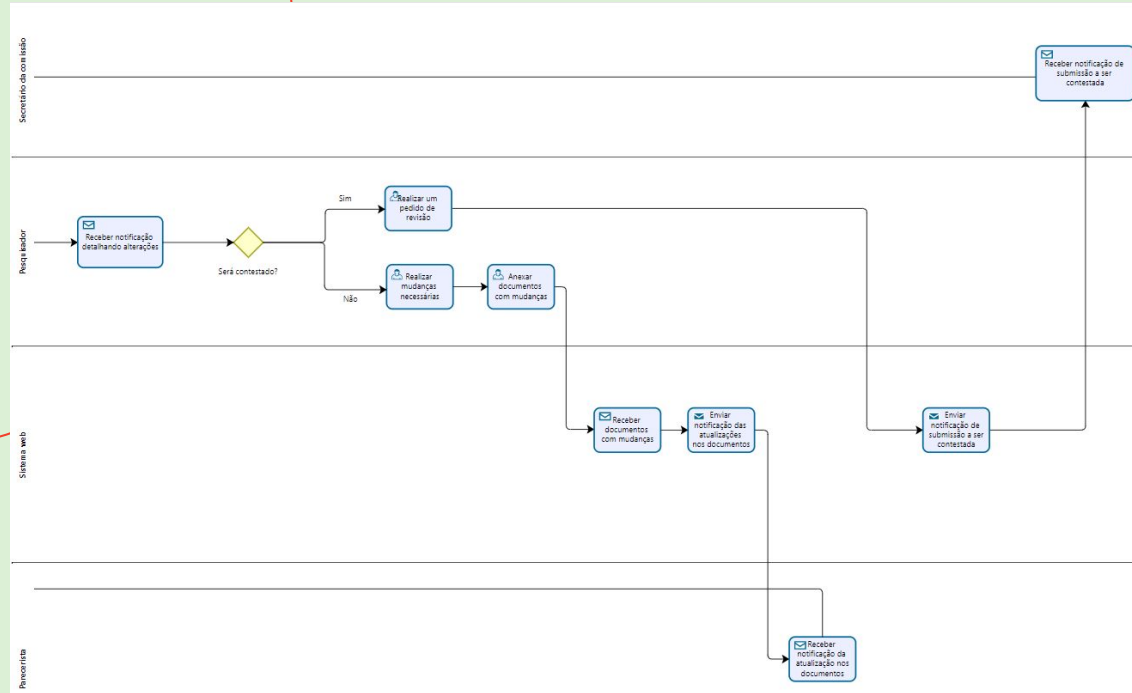 Secretário da comissão
Receber notificação de
submissão a ser
contestada
Pesquisador
Receber notificação
detalhando alterações
Será contestado?
Sim
Realizar um
pedido de
revisão
Não
Realizar
mudanças
necessárias
Anexar
documentos
com mudanças
Sistema web
Receber
documentos
com mudanças
Enviar
notificação das
atualizações
nos documentos
Enviar
notificação de
submissão a ser
contestada
Parecerista
Receber
notificação da
atualização nos
documentos